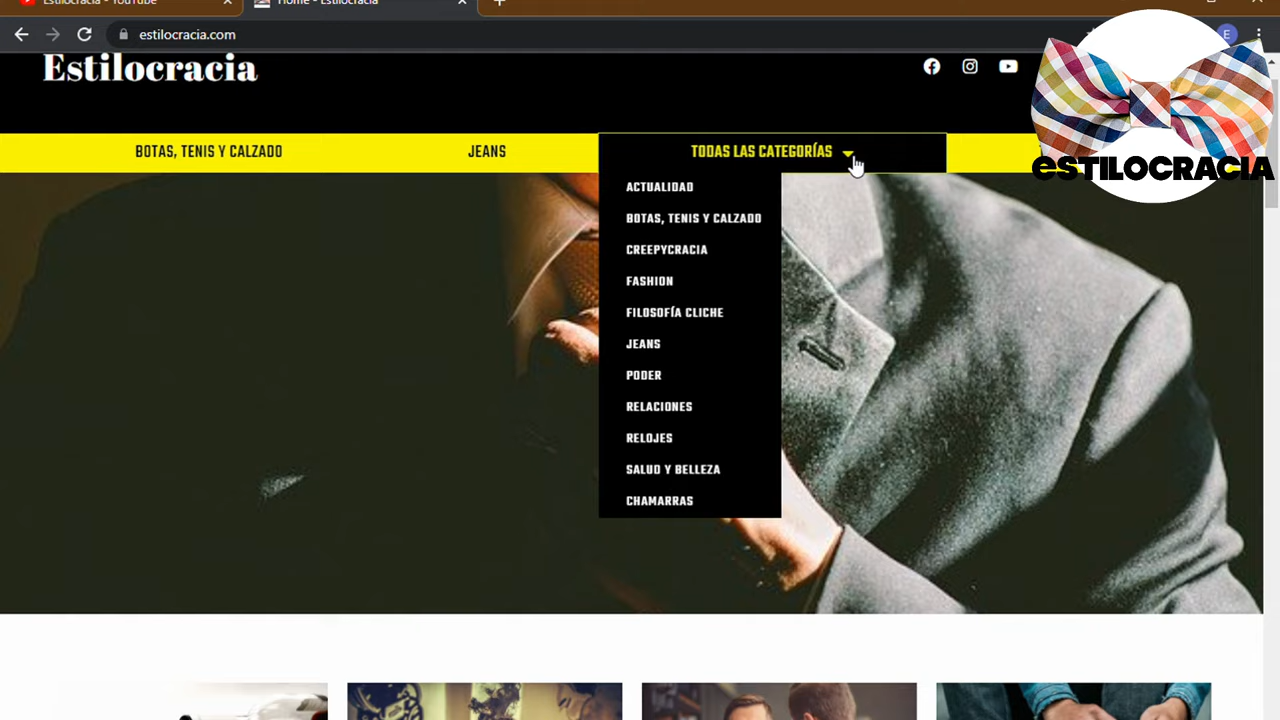 Estilocracia - YouTube
Home - Estilocracia
estilocracia.com
E
Estilocracia
ESTILOCRACIA
BOTAS, TENIS Y CALZADO
JEANS
TODAS LAS CATEGORÍAS
ACTUALIDAD
BOTAS, TENIS Y CALZADO
CREEPYCRACIA
FASHION
FILOSOFÍA CLICHE
JEANS
PODER
RELACIONES
RELOJES
SALUD Y BELLEZA
CHAMARRAS